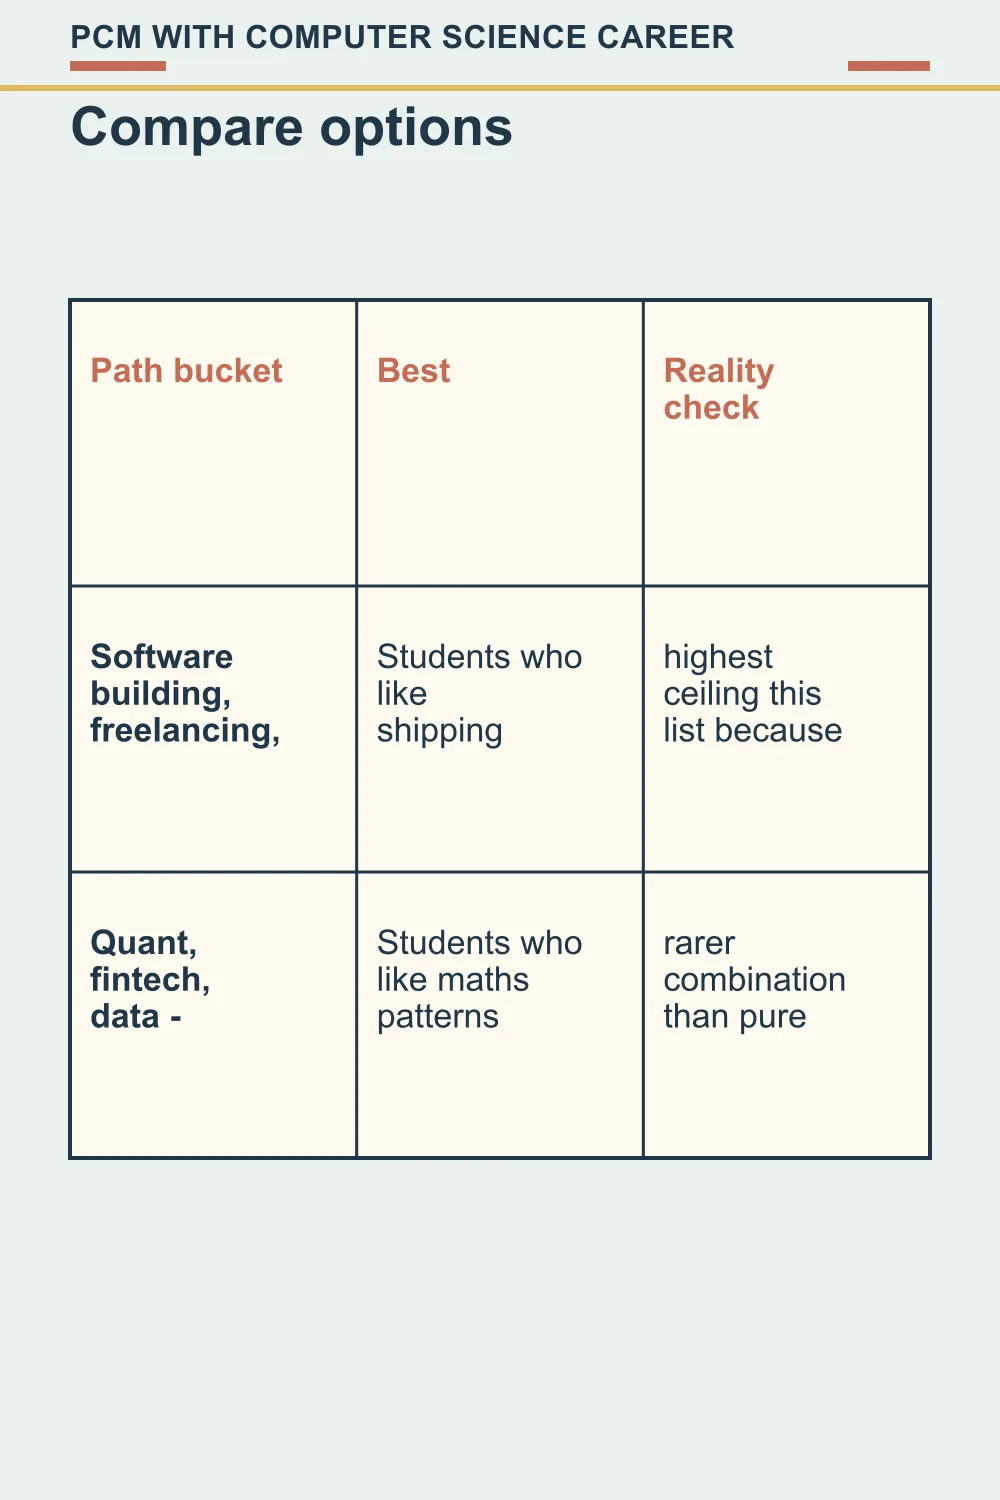 PCM WITH COMPUTER SCIENCE CAREER
Compare options
Path bucket
Best
Reality
check
Software
building,
freelancing,
Students who
like
shipping
highest
ceiling this
list because
Quant,
fintech,
data -
Students who
like maths
patterns
rarer
combination
than pure